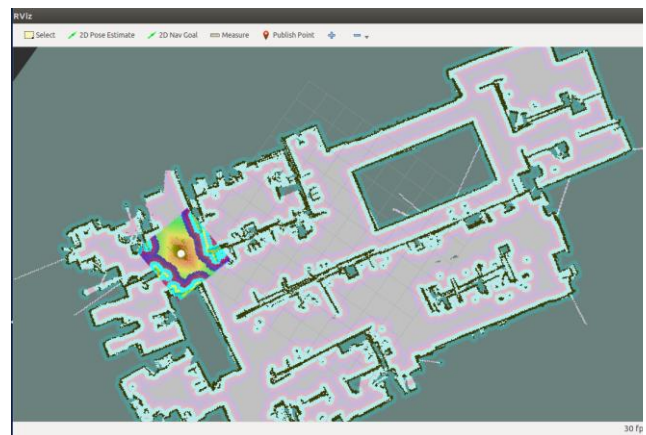 RViz
Select 2D Pose Estimate 2D Nav Goal Measure Publish Point
30 fp